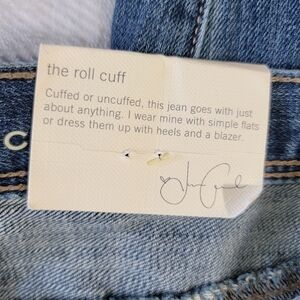 the roll cuff
Cuffed or uncuffed, this jean goes with just
about anything. I wear mine with simple flats
or dress them up with heels and a blazer.
C